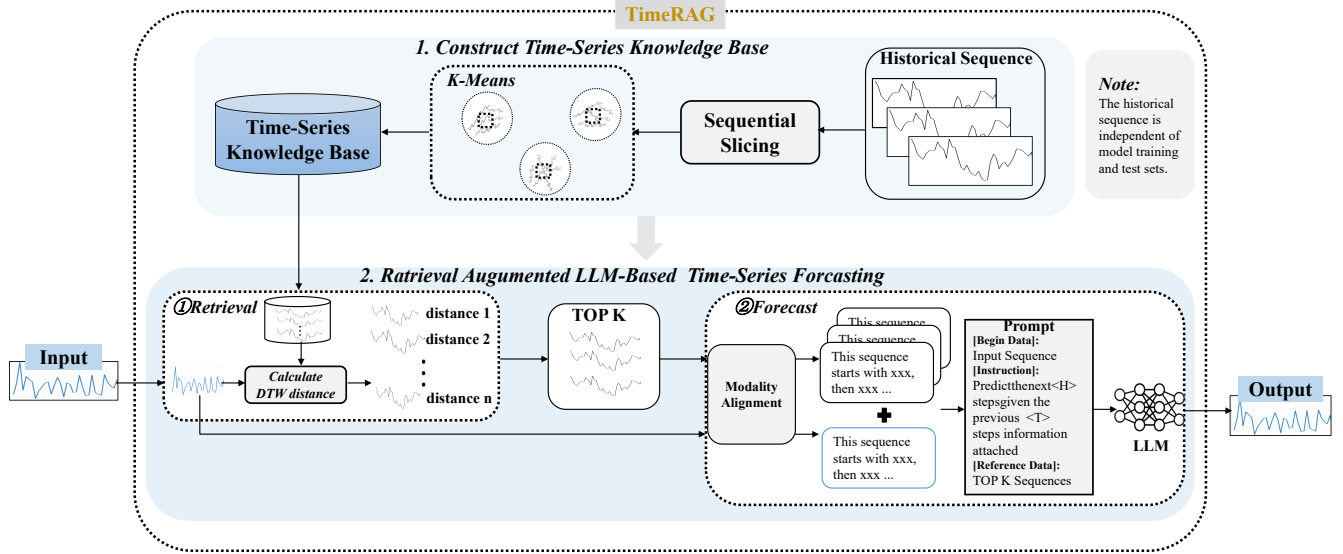 TimeRAG
1. Construct Time-Series Knowledge Base
K-Means
Historical Sequence
Time-Series
Knowledge Base
Sequential
Slicing
Note:
The historical
sequence is
independent of
model training
and test sets.
2. Ratrieval Augumented LLM-Based Time-Series Forcasting
①Retrieval
distance 1
distance 2
distance n
Calculate
DTW distance
TOP K
②Forecast
Modality
Alignment
This sequence
This sequence
This sequence
starts with xxx,
then xxx ...
+
This sequence
starts with xxx,
then xxx ...
Prompt
[Begin Data]:
Input Sequence
[Instruction]:
Predictthenext<H>
stepsgiven the
previous <T>
steps information
attached
[Reference Data]:
TOP K Sequences
LLM
Input
Output